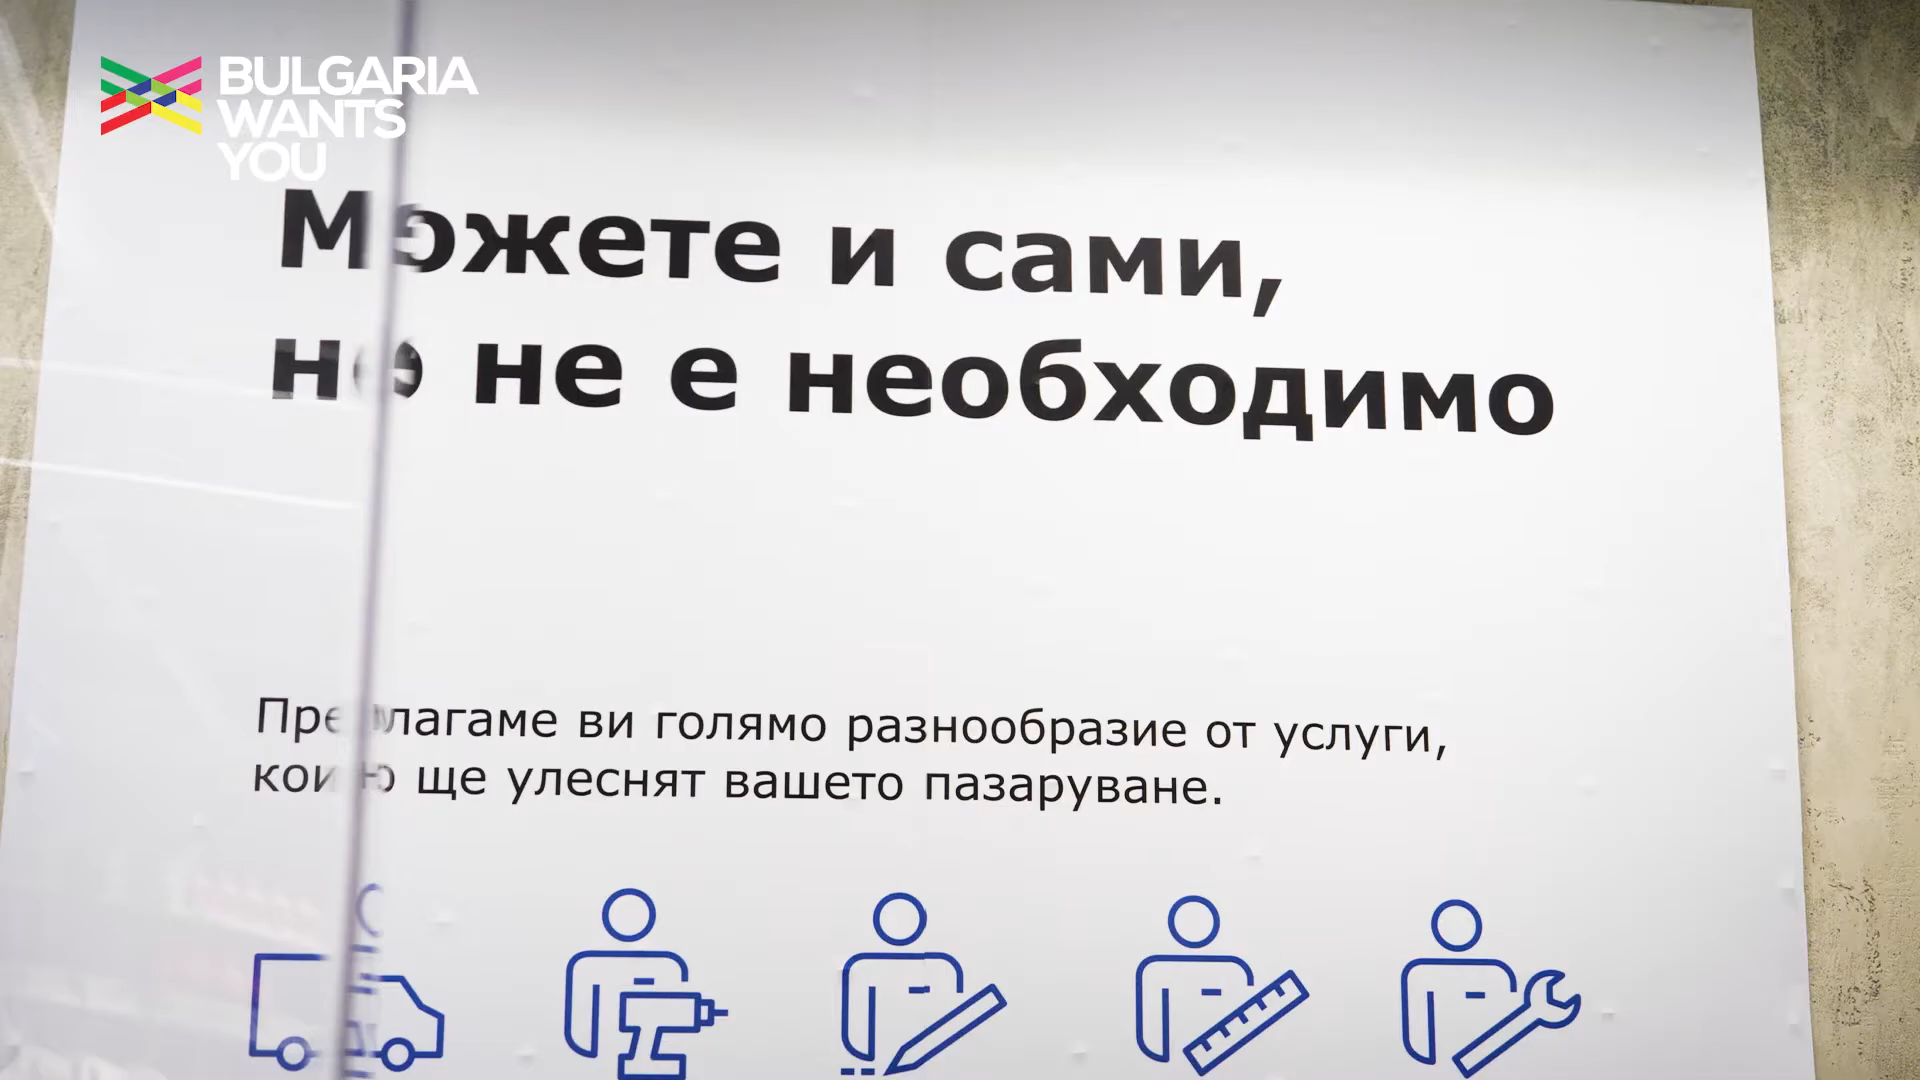 BULGARIA
WANTS
YOU
Можете и сами,
но не е необходимо
Предлагаме ви голямо разнообразие от услуги,
които ще улеснят вашето пазаруване.